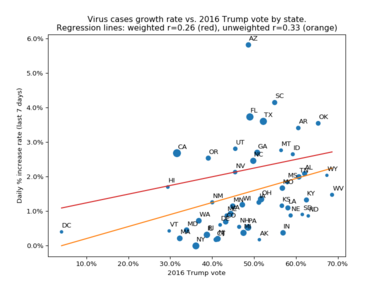 Virus cases growth rate vs. 2016 Trump vote by state.
Regression lines: weighted r=0.26 (red), unweighted r=0.33 (orange)
Daily % increase rate (last 7 days)
6.0%
5.0%
4.0%
3.0%
2.0%
1.0%
0.0%
AZ
SC
FL
TX
OK
AR
CA
OR
UT
GA
NC
MT
ID
NV
AL
TN
WY
HI
MS
WV
AZ
OH
KY
KS
LA
NE
SD
ND
WI
WA
NH
PA
VT
MD
MA
NY
AK
IN
DC
10.0%
20.0%
30.0%
40.0%
50.0%
60.0%
70.0%
2016 Trump vote